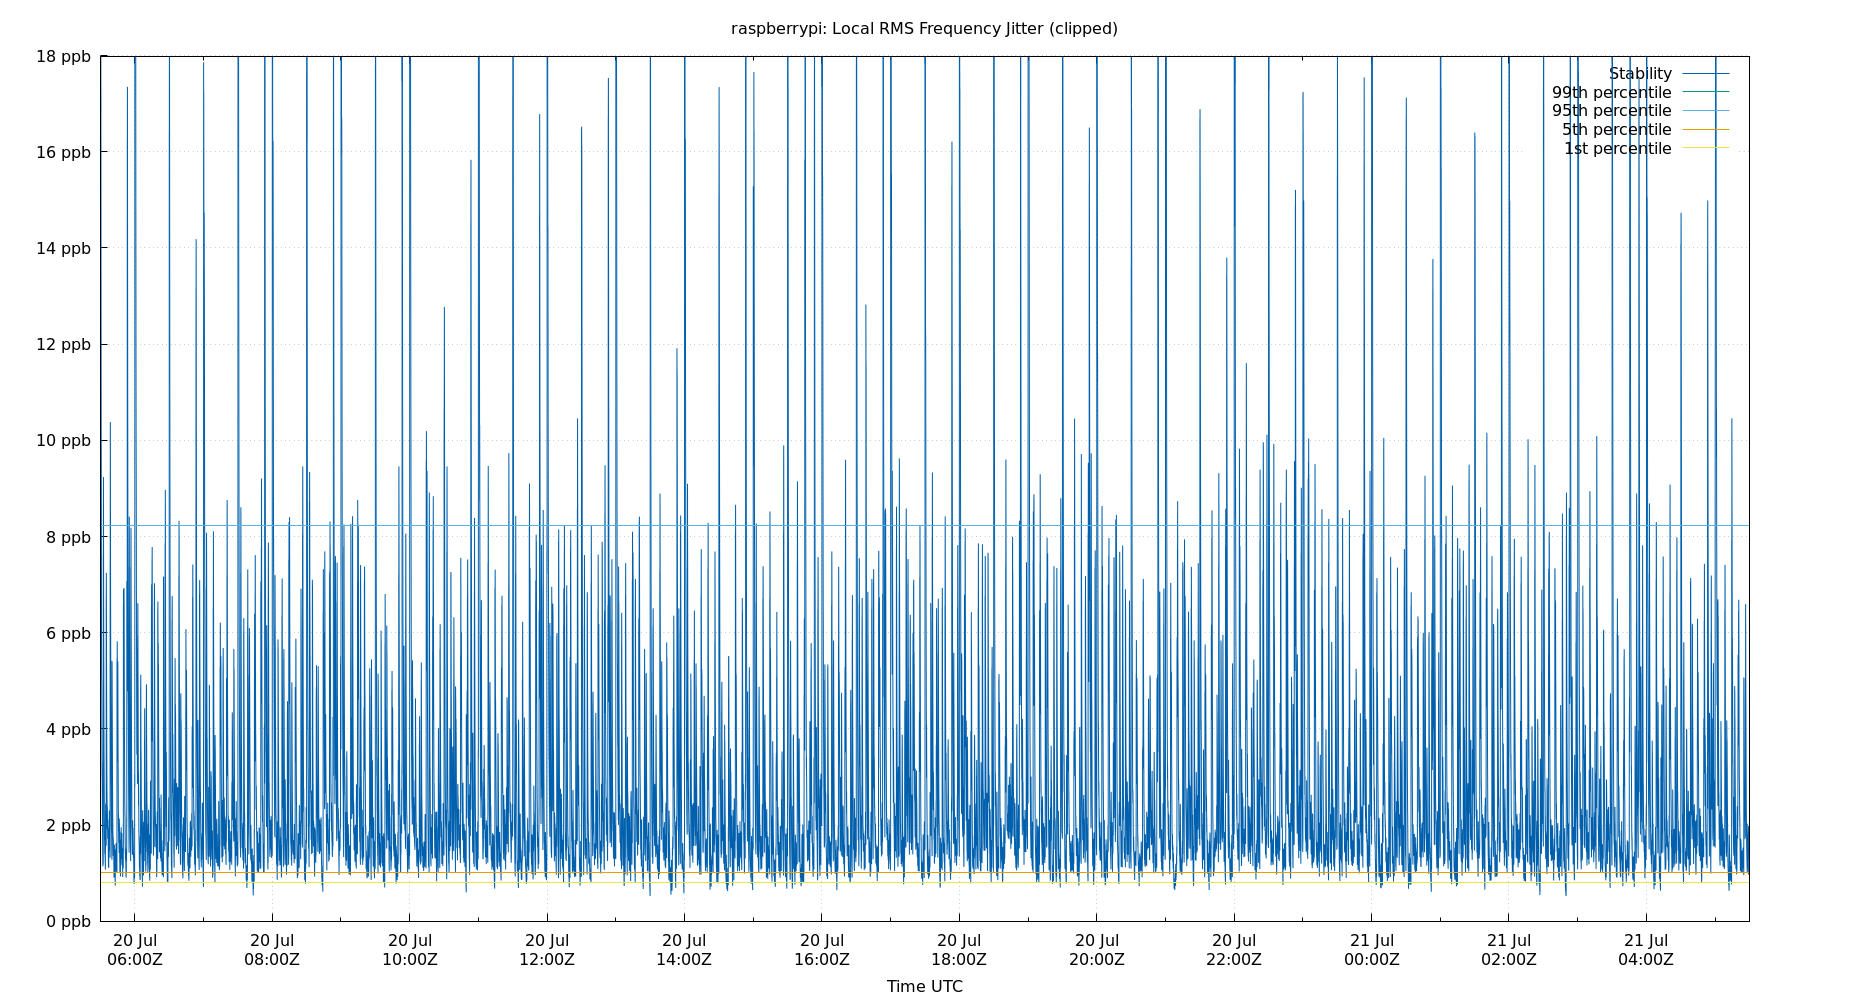 raspberrypi: Local RMS Frequency Jitter (clipped)
18 ppb
16 ppb
14 ppb
12 ppb
10 ppb
8 ppb
6 ppb
4 ppb
2 ppb
0 ppb
Stability
99th percentile
95th percentile
5th percentile
1st percentile
20 Jul 20 Jul 20 Jul 20 Jul 20 Jul 20 Jul 20 Jul 20 Jul 20 Jul 21 Jul 21 Jul 21 Jul
06:00Z 08:00Z 10:00Z 12:00Z 14:00Z 16:00Z 18:00Z 20:00Z 22:00Z 00:00Z 02:00Z 04:00Z
Time UTC